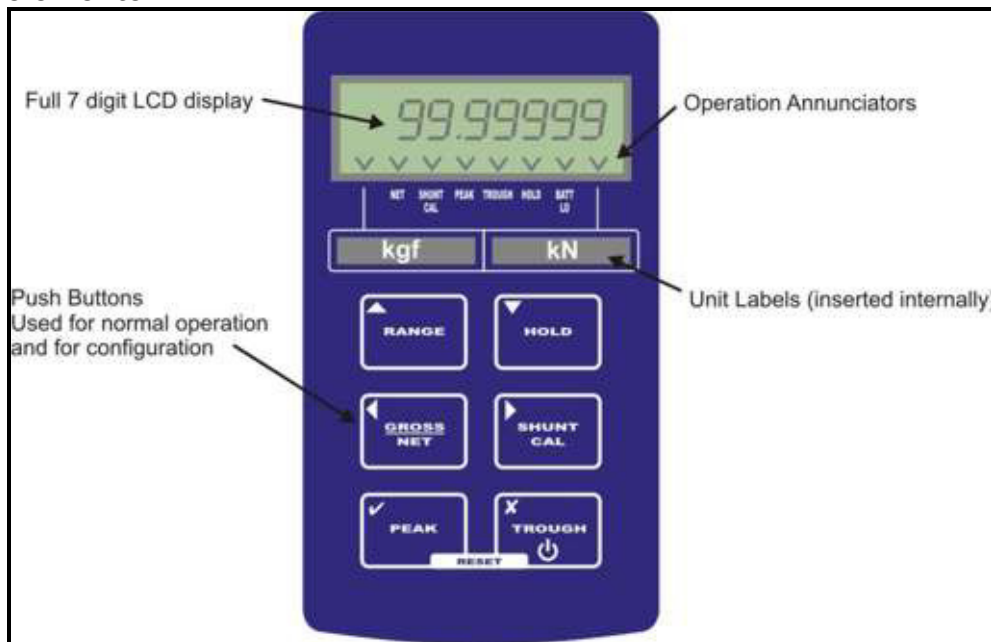 Full 7 digit LCD display
99.99999
Operation Annunciators
NET SHUNT CAL PEAK TROUGH HOLD BATT LO
kgf kN
Unit Labels (inserted internally)
Push Buttons
Used for normal operation
and for configuration
RANGE
HOLD
GROSS
NET
SHUNT
CAL
PEAK
TROUGH
RESET